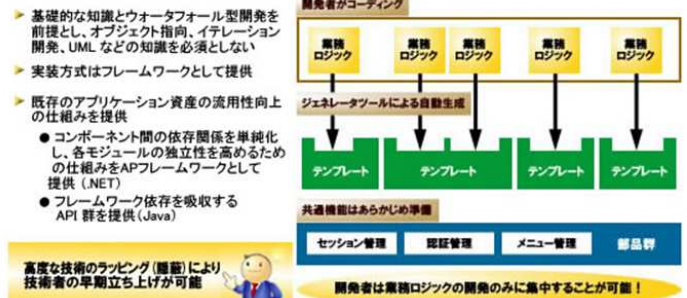 基礎的な知識とウォータフォール型開発を
前提とし、オブジェクト指向、イテレーション
開発、UML などの知識を必須としない
実装方式はフレームワークとして提供
既存のアプリケーション資産の流用性向上
の仕組みを提供
コンポーネント間の依存関係を単純化
し、各モジュールの独立性を高めるため
の仕組みをAPフレームワークとして
提供 (.NET)
フレームワーク依存を吸収する
API 群を提供(Java)
高度な技術のラッピング(隠蔽)により
技術者の早期立ち上げが可能
開発者がコーディング
業務 業務 業務 業務 業務
ロジック ロジック ロジック ロジック ロジック
ジェネレータツールによる自動生成
テンプレート テンプレート テンプレート テンプレート
共通機能はあらかじめ準備
セッション管理 認証管理 メニュー管理 部品群
開発者は業務ロジックの開発のみに集中することが可能!